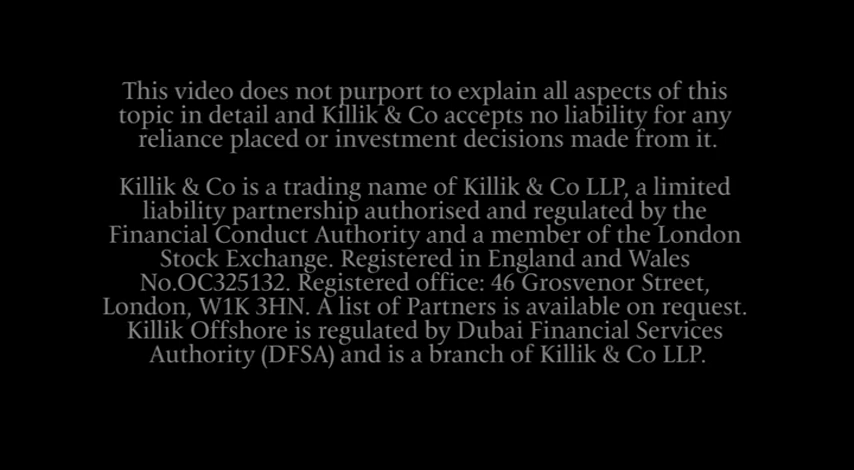 This video does not purport to explain all aspects of this
topic in detail and Killik & Co accepts no liability for any
reliance placed or investment decisions made from it.
Killik & Co is a trading name of Killik & Co LLP, a limited
liability partnership authorised and regulated by the
Financial Conduct Authority and a member of the London
Stock Exchange. Registered in England and Wales
No.OC325132. Registered office: 46 Grosvenor Street,
London, W1K 3HN. A list of Partners is available on request.
Killik Offshore is regulated by Dubai Financial Services
Authority (DFSA) and is a branch of Killik & Co LLP.